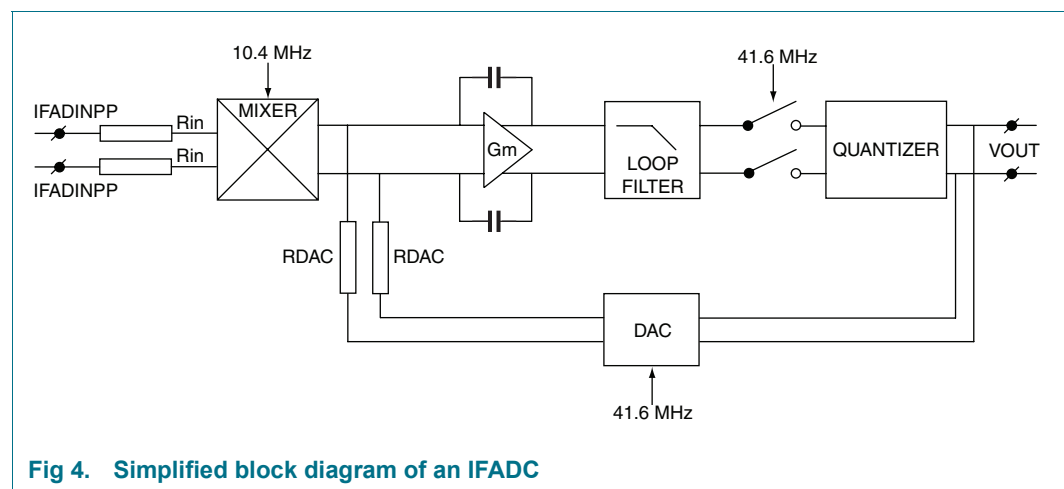 10.4 MHz
41.6 MHz
IFADINPP
Rin
MIXER
Rin
IFADINPP
Gm
LOOP
FILTER
QUANTIZER
VOUT
RDAC
RDAC
DAC
41.6 MHz
Fig 4. Simplified block diagram of an IFADC